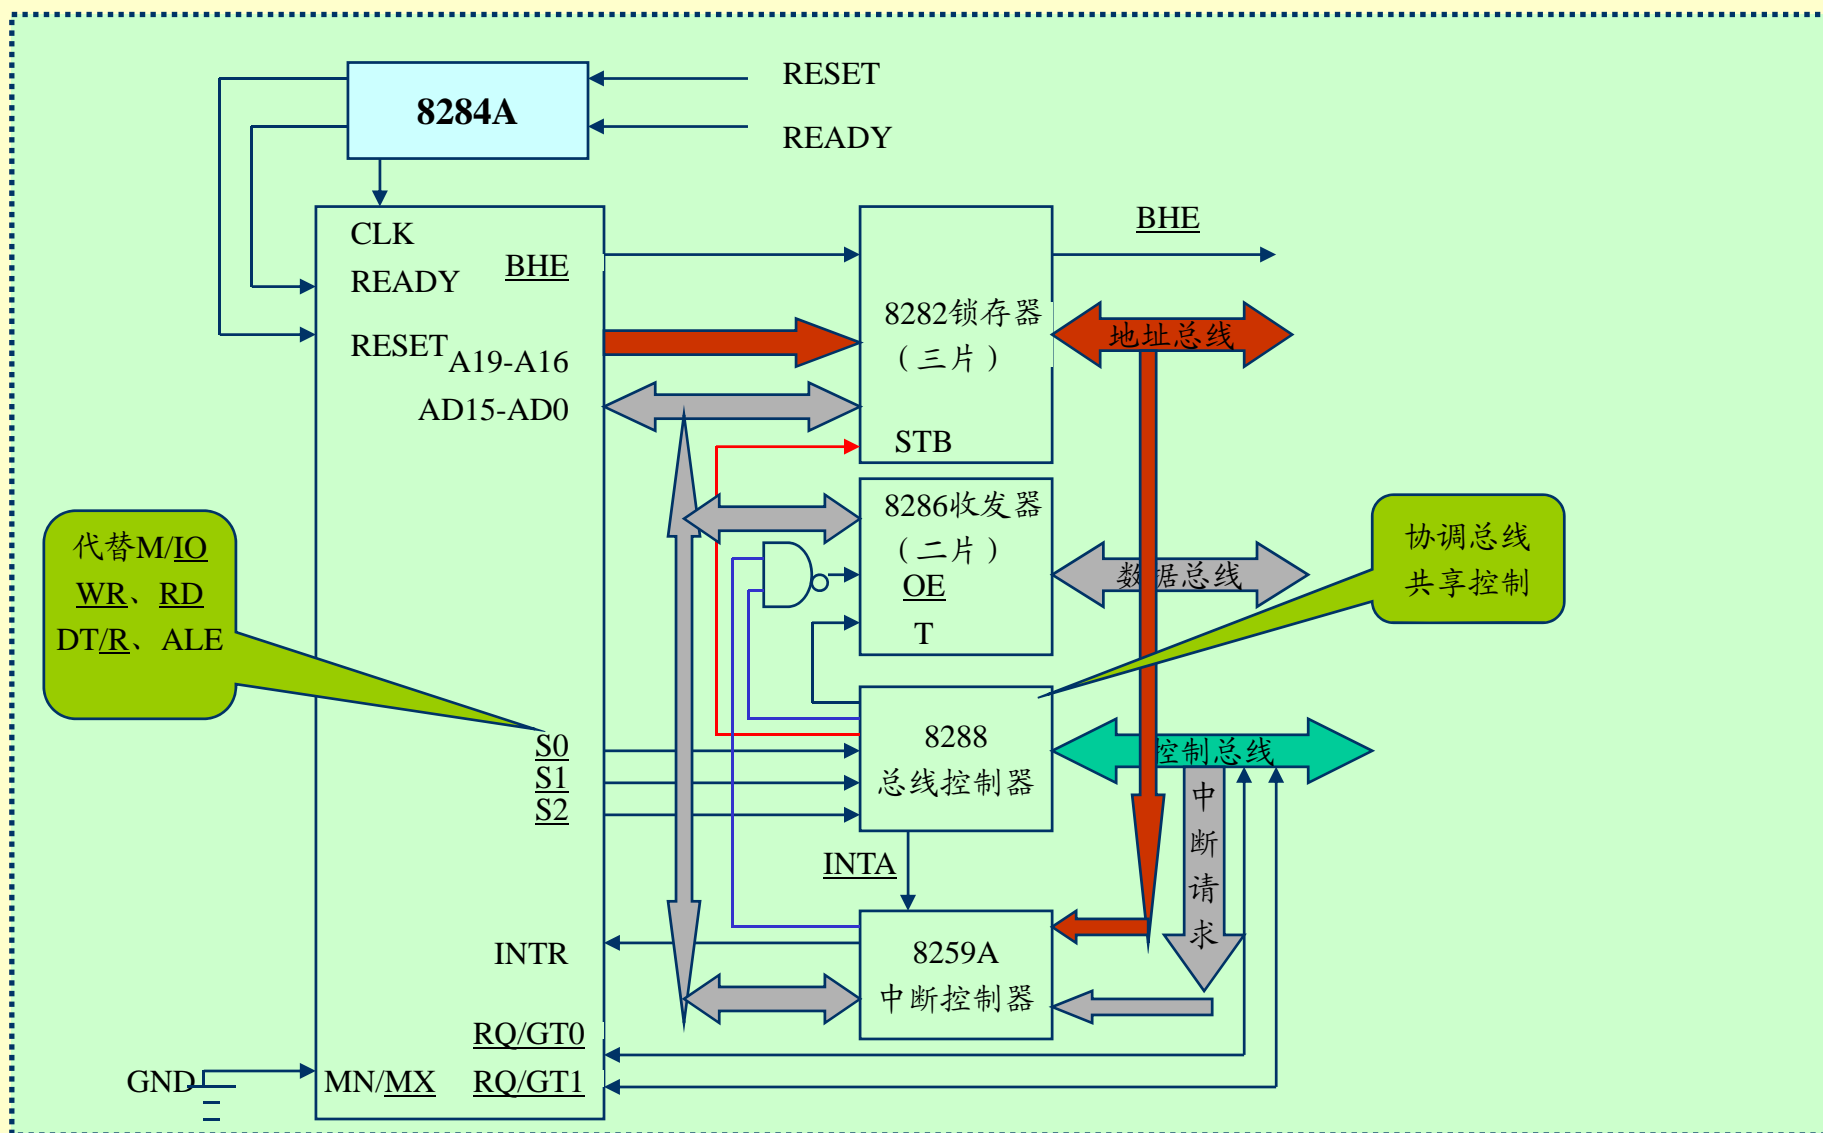 8284A
RESET
READY
CLK
READY
BHE
RESET
A19-A16
AD15-AD0
S0
S1
S2
INTR
RQ/GT0
MN/MX
RQ/GT1
GND
8282锁存器
（三片）
STB
BHE
地址总线
8286收发器
（二片）
OE
T
数据总线
8288
总线控制器
控制总线
INTA
8259A
中断控制器
中
断
请
求
代替M/IO
WR、RD
DT/R、ALE
协调总线
共享控制